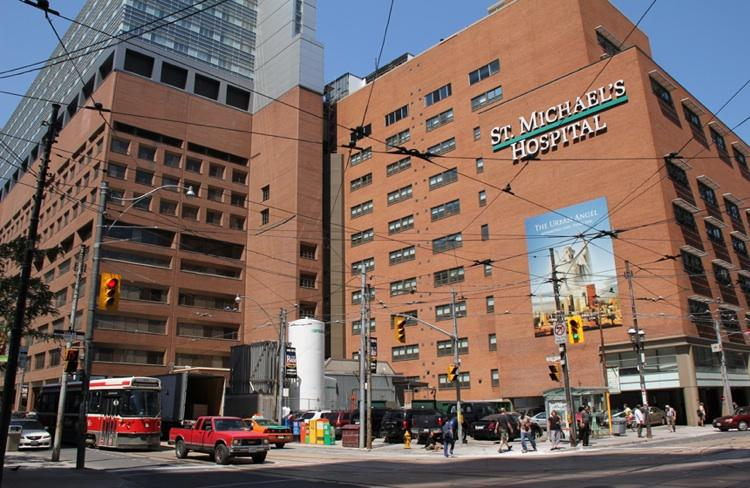 ST. MICHAEL'S
HOSPITAL
THE URBAN ANGEL